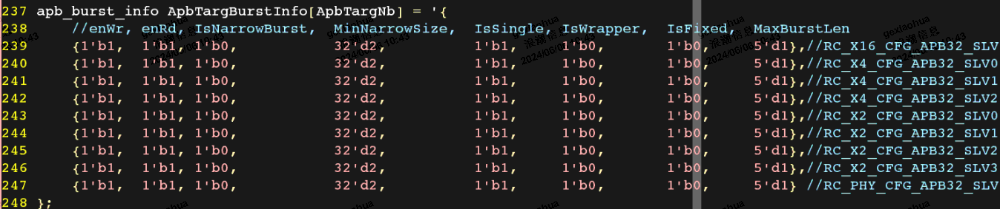 237 apb_burst_info ApbTargBurstInfo[ApbTargNb] = '{
238 //enWr, enRd, IsNarrowBurst, MinNarrowSize, IsSingle, IsWrapper, IsFixed, MaxBurstLen
239 {1'b1, 1'b1, 1'b0, 32'd2, 1'b1, 1'b0, 1'b0, 5'd1},//RC_X16_CFG_APB32_SLV
240 {1'b1, 1'b1, 1'b0, 32'd2, 1'b1, 1'b0, 1'b0, 5'd1},//RC_X4_CFG_APB32_SLV0
241 {1'b1, 1'b1, 1'b0, 32'd2, 1'b1, 1'b0, 1'b0, 5'd1},//RC_X4_CFG_APB32_SLV1
242 {1'b1, 1'b1, 1'b0, 32'd2, 1'b1, 1'b0, 1'b0, 5'd1},//RC_X4_CFG_APB32_SLV2
243 {1'b1, 1'b1, 1'b0, 32'd2, 1'b1, 1'b0, 1'b0, 5'd1},//RC_X2_CFG_APB32_SLV0
244 {1'b1, 1'b1, 1'b0, 32'd2, 1'b1, 1'b0, 1'b0, 5'd1},//RC_X2_CFG_APB32_SLV1
245 {1'b1, 1'b1, 1'b0, 32'd2, 1'b1, 1'b0, 1'b0, 5'd1},//RC_X2_CFG_APB32_SLV2
246 {1'b1, 1'b1, 1'b0, 32'd2, 1'b1, 1'b0, 1'b0, 5'd1},//RC_X2_CFG_APB32_SLV3
247 {1'b1, 1'b1, 1'b0, 32'd2, 1'b1, 1'b0, 1'b0, 5'd1} //RC_PHY_CFG_APB32_SLV
248 };